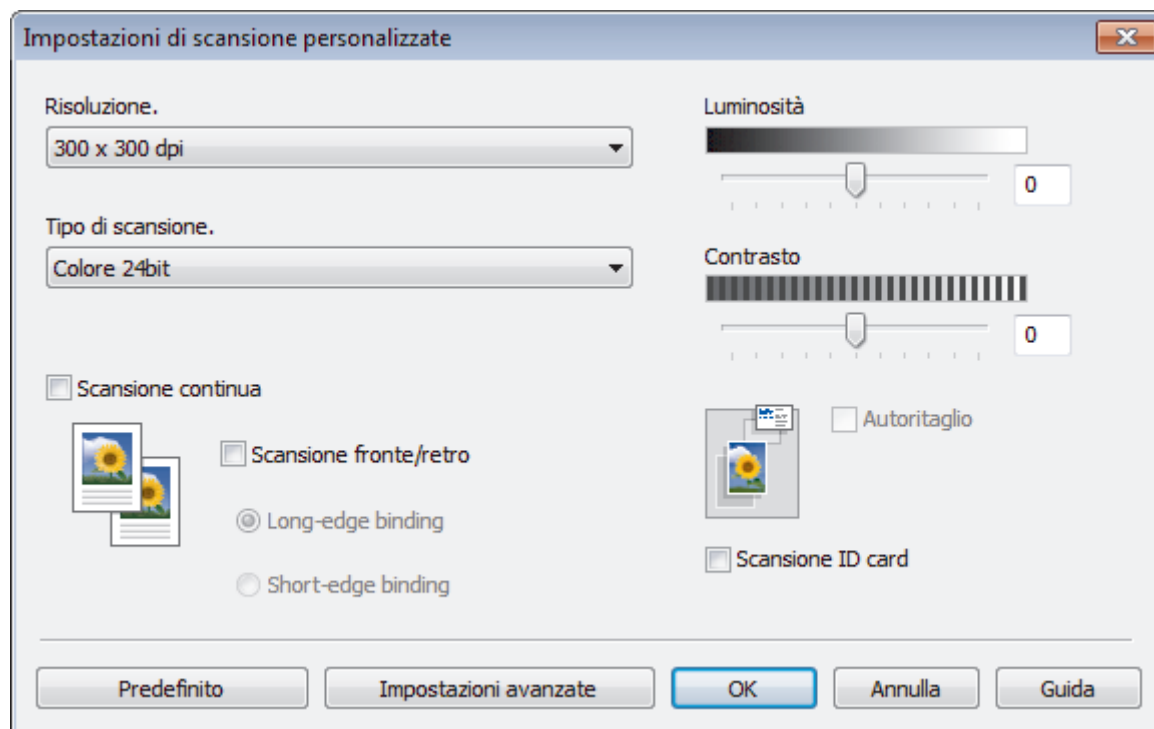 Impostazioni di scansione personalizzate
Risoluzione.
300 x 300 dpi
Tipo di scansione.
Colore 24bit
Scansione continua
Scansione fronte/retro
Long-edge binding
Short-edge binding
Luminosità
0
Contrasto
0
Autoritaglio
Scansione ID card
Predefinito
Impostazioni avanzate
OK
Annulla
Guida